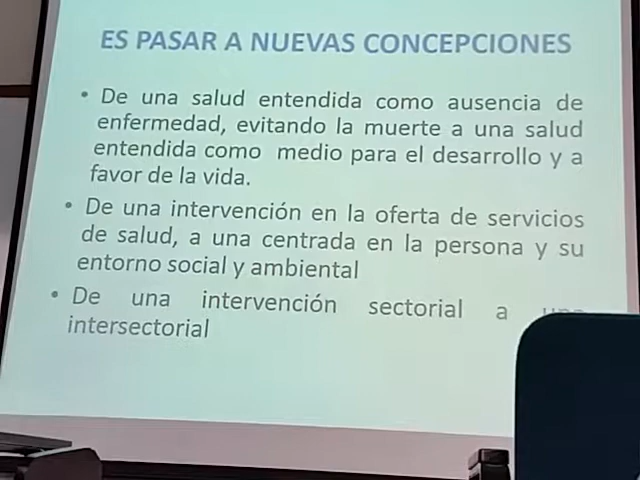 ES PASAR A NUEVAS CONCEPCIONES
• De una salud entendida como ausencia de
enfermedad, evitando la muerte a una salud
entendida como medio para el desarrollo y a
favor de la vida.
• De una intervención en la oferta de servicios
de salud, a una centrada en la persona y su
entorno social y ambiental
• De una intervención sectorial a
intersectorial